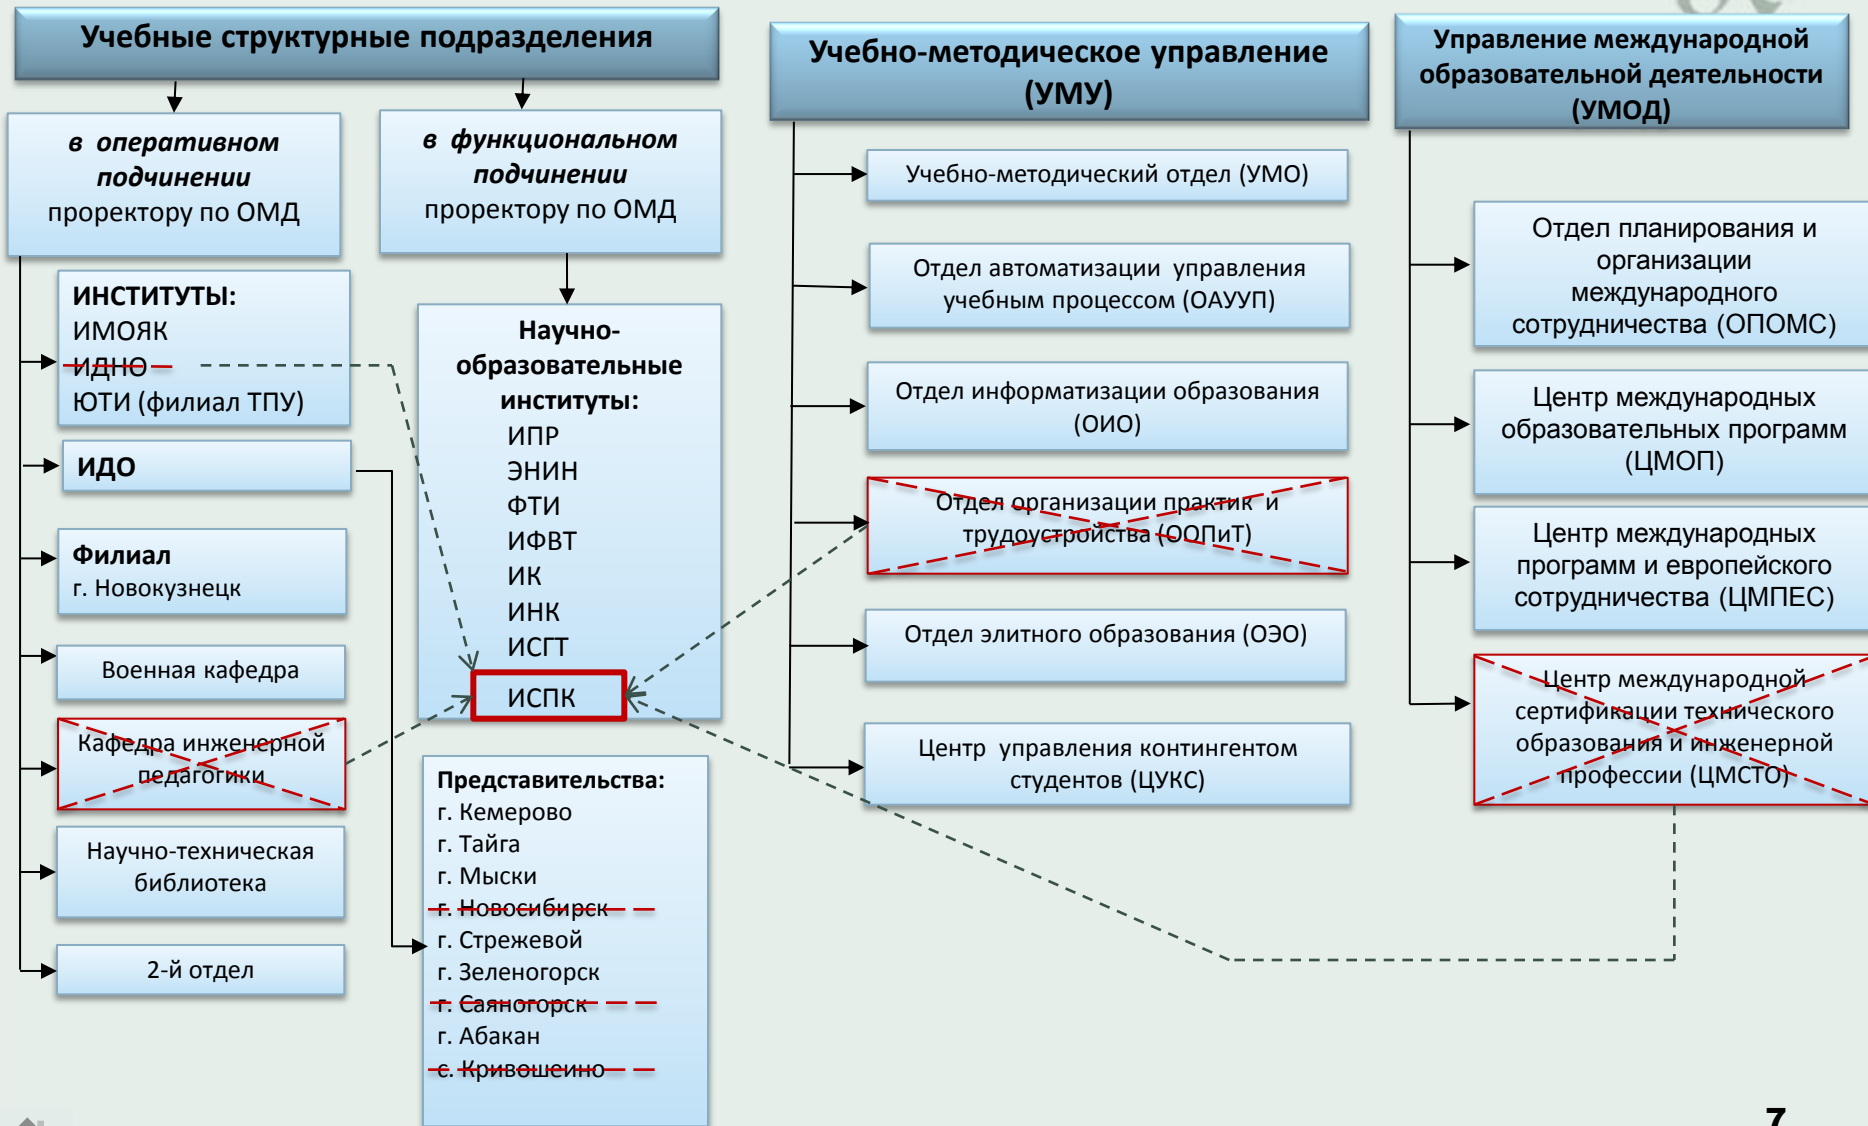 Учебные структурные подразделения
в оперативном
подчинении
проректору по ОМД
в функциональном
подчинении
проректору по ОМД
ИНСТИТУТЫ:
ИМОЯК
ИДНО
ЮТИ (филиал ТПУ)
ИДО
Филиал
г. Новокузнецк
Военная кафедра
Кафедра инженерной
педагогики
Научно-техническая
библиотека
2-й отдел
Научно-
образовательные
институты:
ИПР
ЭНИН
ФТИ
ИФВТ
ИК
ИНК
ИСГТ
ИСПК
Представительства:
г. Кемерово
г. Тайга
г. Мыски
г. Новосибирск
г. Стрежевой
г. Зеленогорск
г. Саяногорск
г. Абакан
с. Кривошеино
Учебно-методическое управление
(УМУ)
Учебно-методический отдел (УМО)
Отдел автоматизации управления
учебным процессом (ОАУУП)
Отдел информатизации образования
(ОИО)
Отдел организации практик и
трудоустройства (ООПиТ)
Отдел элитного образования (ОЭО)
Центр управления контингентом
студентов (ЦУКС)
Управление международной
образовательной деятельности
(УМОД)
Отдел планирования и
организации
международного
сотрудничества (ОПОМС)
Центр международных
образовательных программ
(ЦМОП)
Центр международных
программ и европейского
сотрудничества (ЦМПЕС)
Центр международной
сертификации технического
образования и инженерной
профессии (ЦМСТО)
7